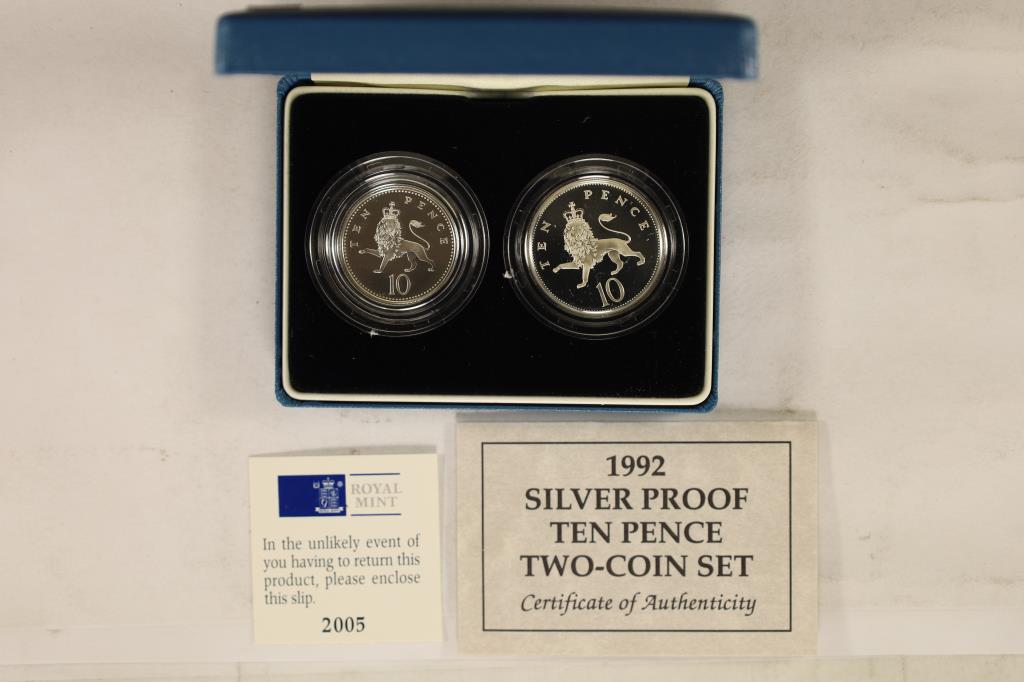 TEN PENCE
10
TEN PENCE
10
ROYAL
MINT
In the unlikely event of
you having to return this
product, please enclose
this slip.
2005
1992
SILVER PROOF
TEN PENCE
TWO-COIN SET
Certificate of Authenticity